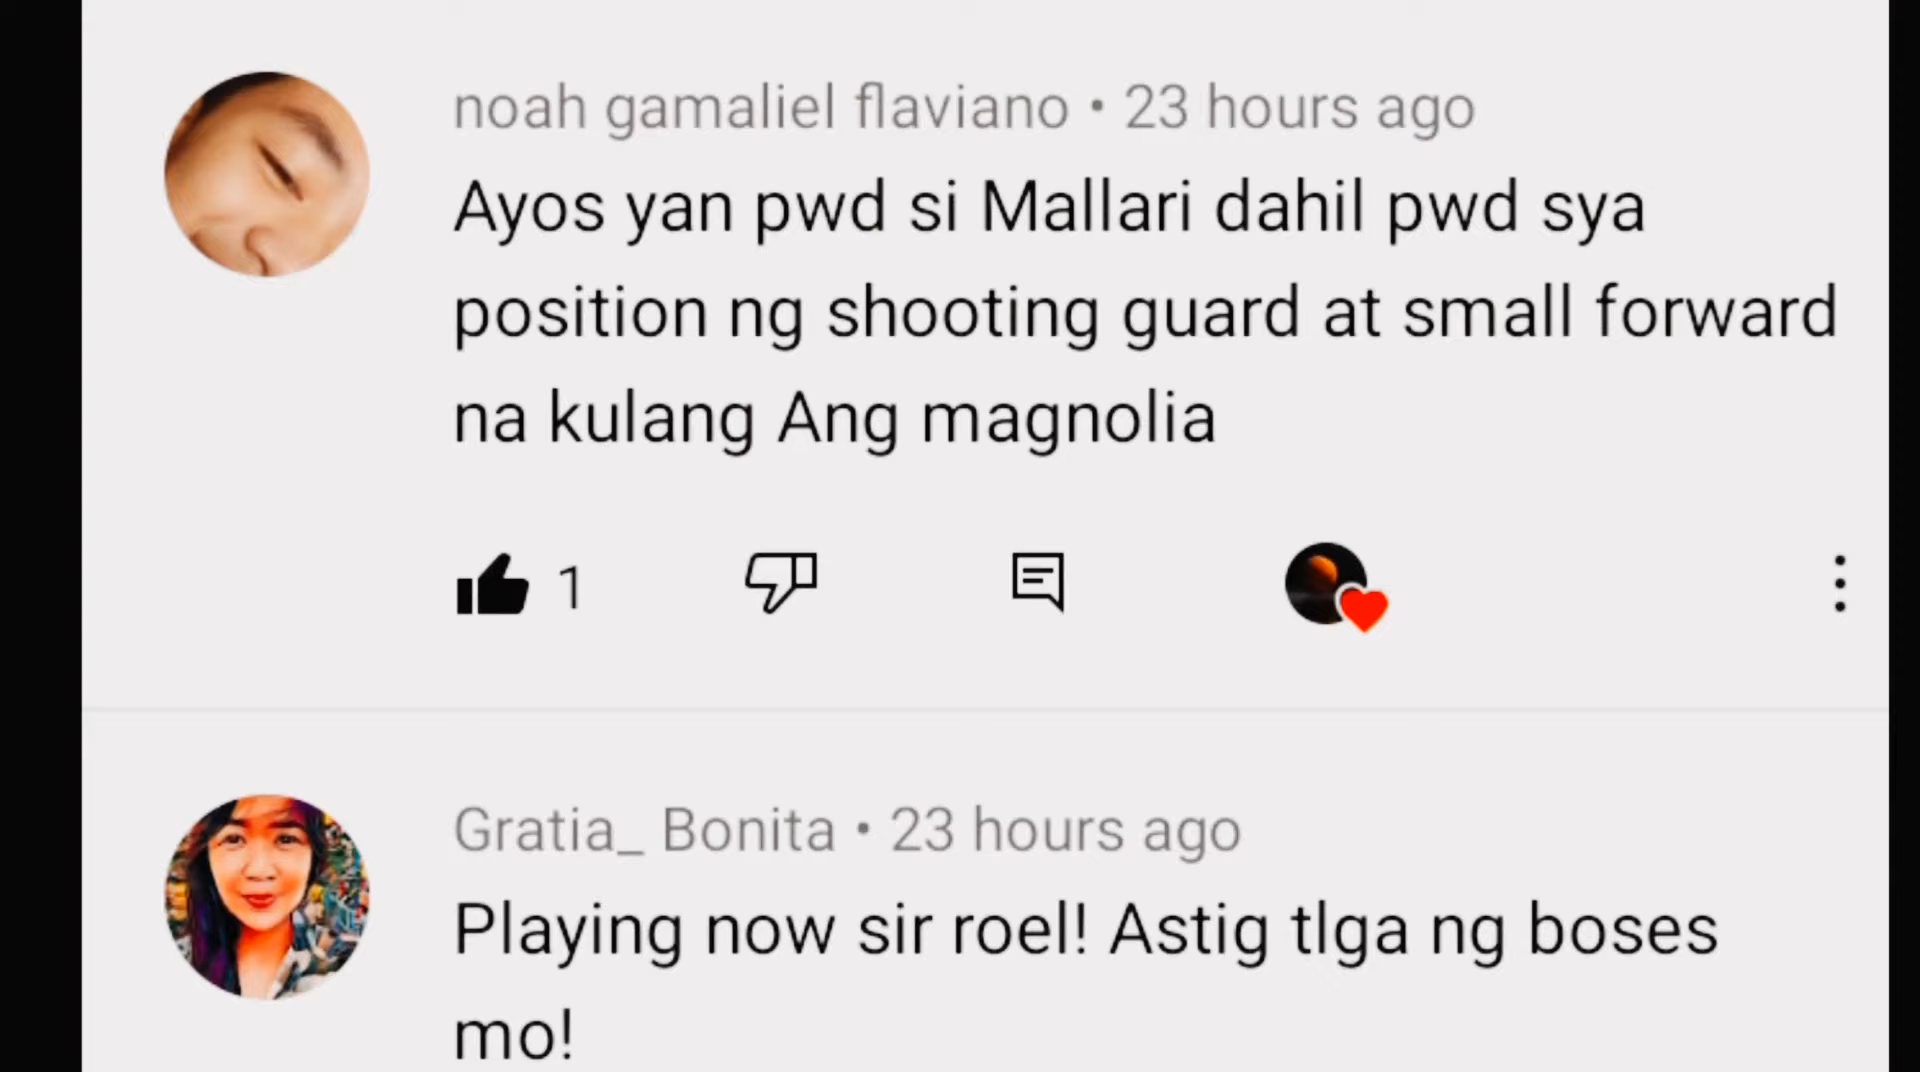 noah gamaliel flaviano • 23 hours ago
Ayos yan pwd si Mallari dahil pwd sya
position ng shooting guard at small forward
na kulang Ang magnolia
1
Gratia_ Bonita • 23 hours ago
Playing now sir roel! Astig tlga ng boses
mo!